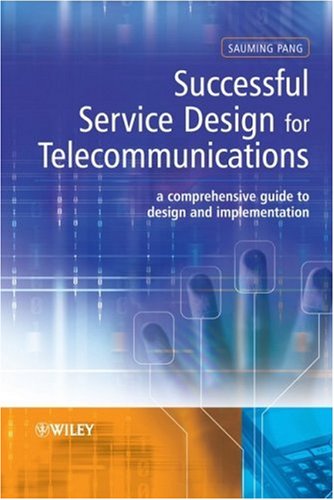 SAUMING PANG
Successful
Service Design for
Telecommunications
a comprehensive guide to
design and implementation
WILEY